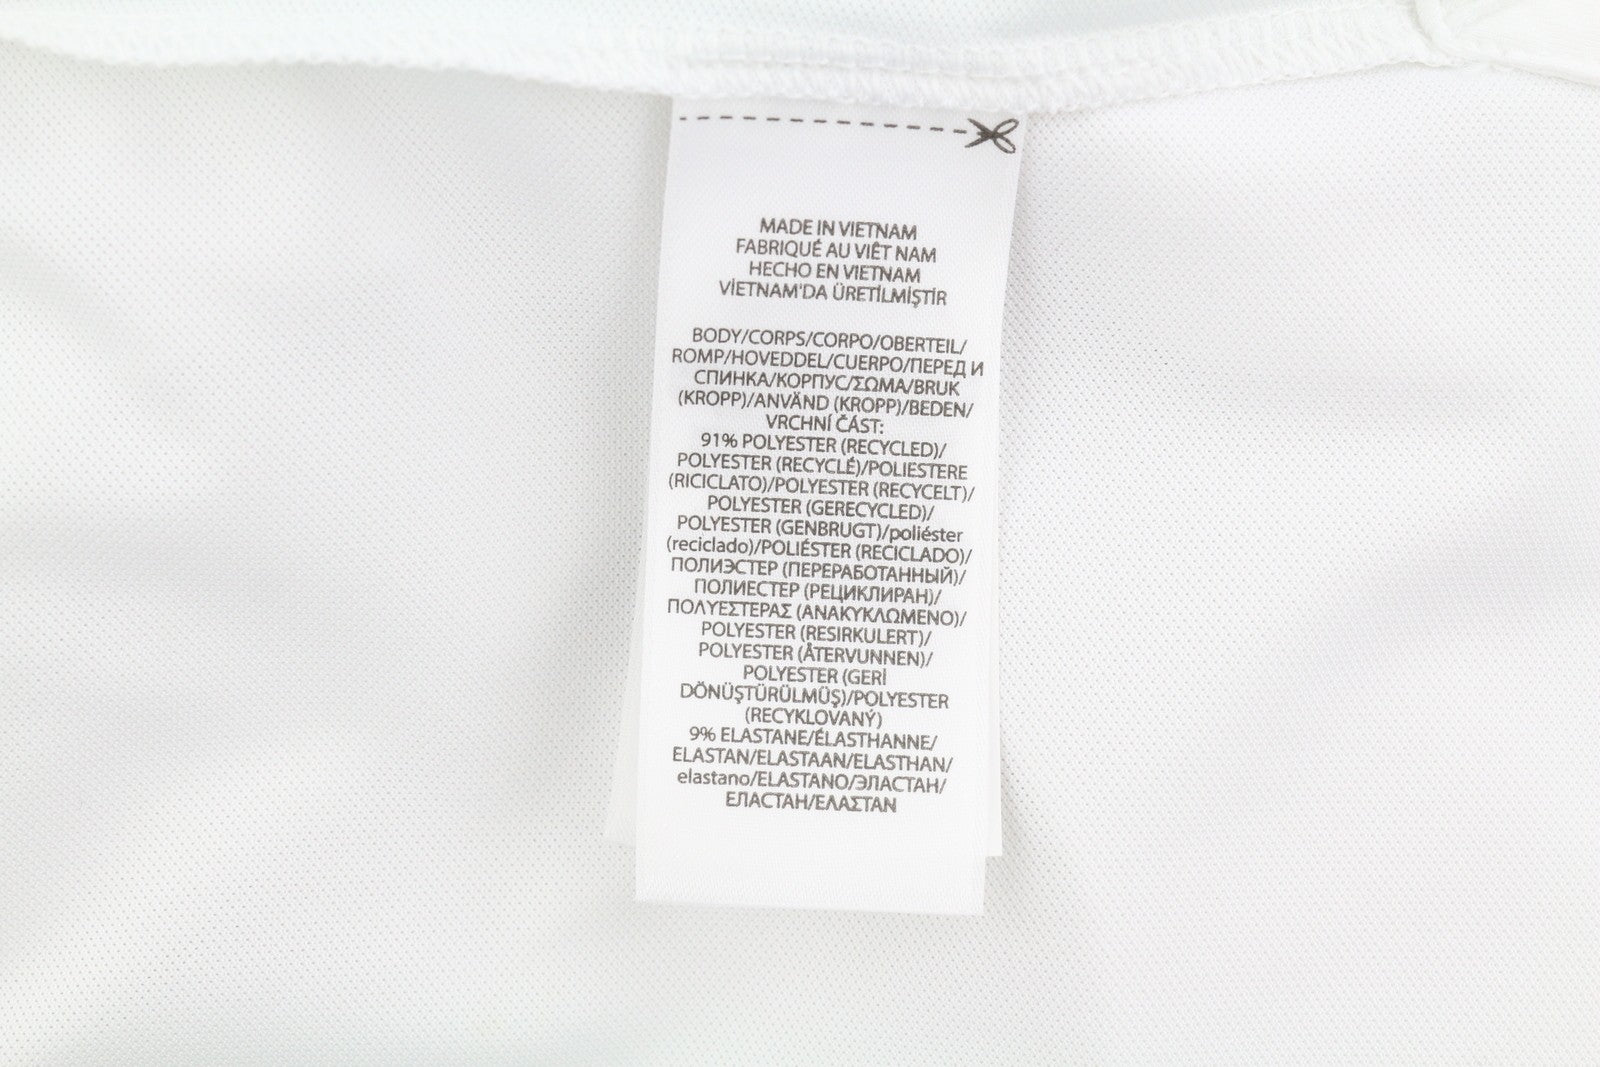 MADE IN VIETNAM
FABRIQUÉ AU VIÊT NAM
HECHO EN VIETNAM
VİETNAM'DA ÜRETİLMİŞTİR
BODY/CORPS/CORPO/OBERTEIL/
ROMP/HOVEDDEL/CUERPO/ПЕРЕД И
СПИНКА/КОРПУС/ΣΩΜΑ/BRUK
(KROPP)/ANVÄND (KROPP)/BEDEN/
VRCHNÍ ČÁST:
91% POLYESTER (RECYCLED)/
POLYESTER (RECYCLÉ)/POLIESTERE
(RICICLATO)/POLYESTER (RECYCELT)/
POLYESTER (GERECYCLED)/
POLYESTER (GENBRUGT)/poliéster
(reciclado)/POLIÉSTER (RECICLADO)/
ПОЛИЭСТЕР (ПЕРЕРАБОТАННЫЙ)/
ПОЛИЕСТЕР (РЕЦИКЛИРАН)/
ΠΟΛΥΕΣΤΕΡΑΣ (ΑΝΑΚΥΚΛΩΜΕΝΟ)/
POLYESTER (RESIRKULERT)/
POLYESTER (ÅTERVUNNEN)/
POLYESTER (GERİ
DÖNÜŞTÜRÜLMÜŞ)/POLYESTER
(RECYKLOVANÝ)
9% ELASTANE/ÉLASTHANNE/
ELASTAN/ELASTAAN/ELASTHAN/
elastano/ELASTANO/ЭЛАСТАН/
ЕЛАСТАН/ΕΛΑΣΤΑΝ